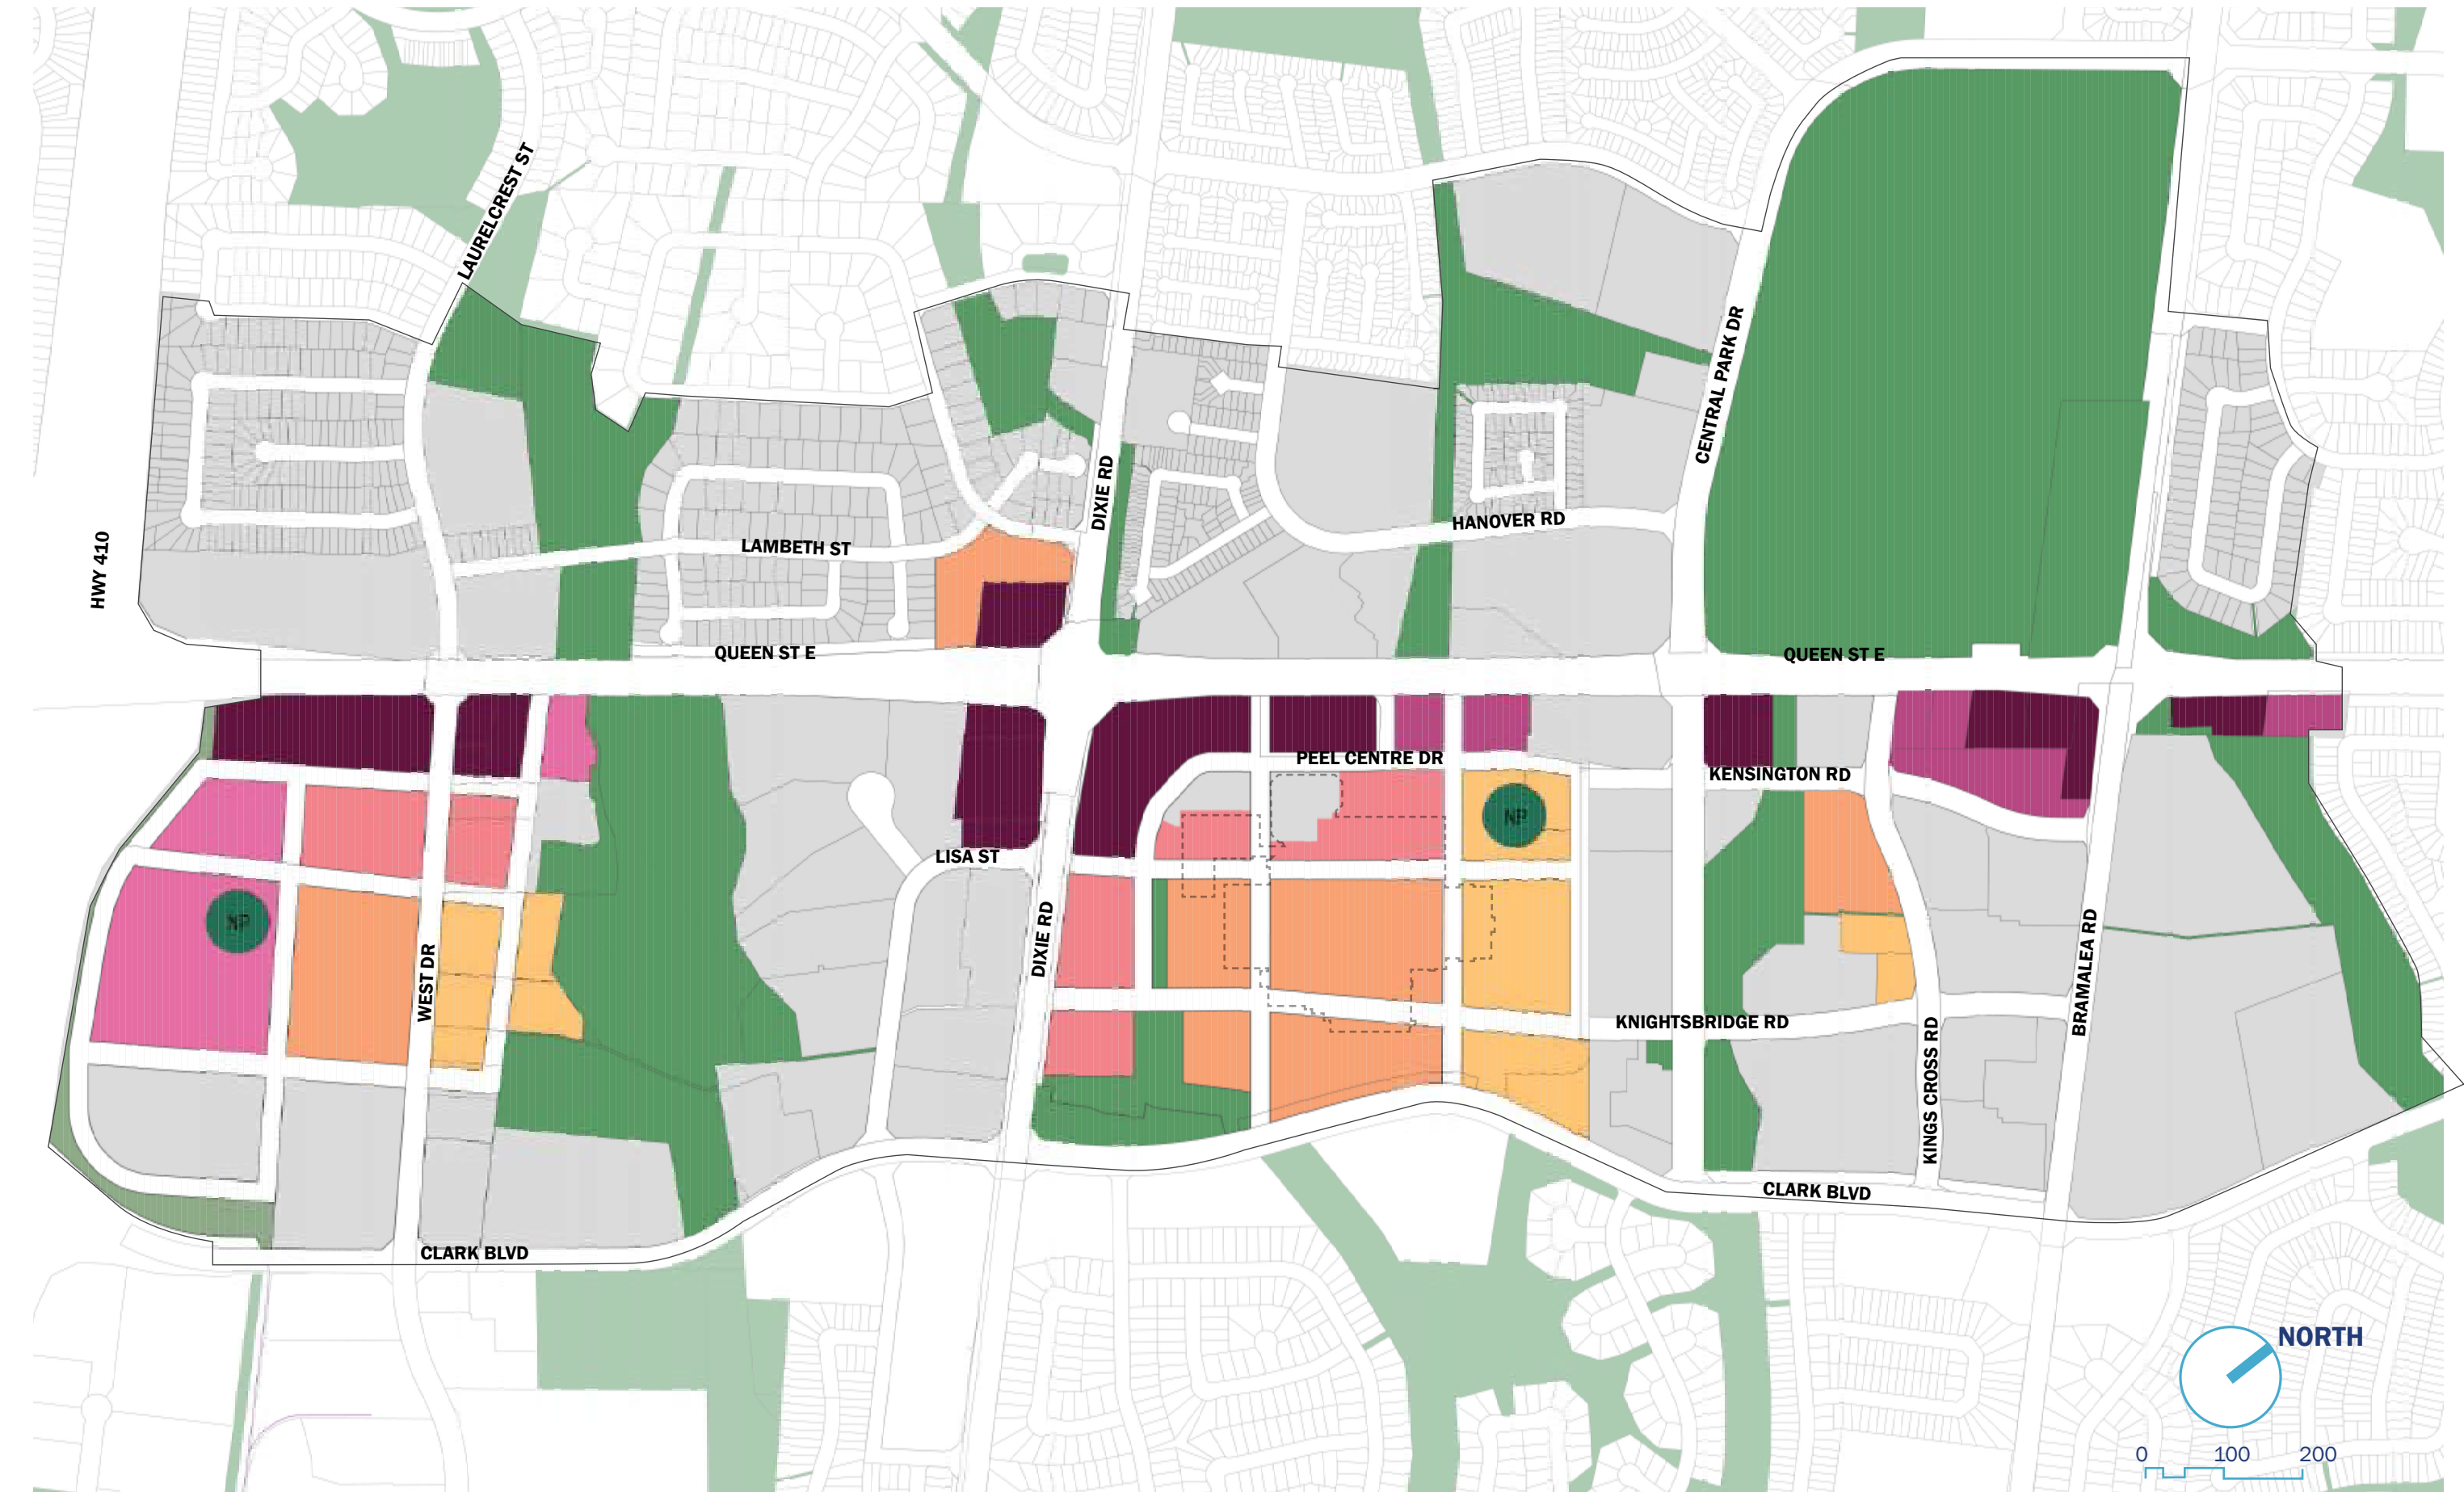 LAURELCREST ST
CENTRAL PARK DR
DIXIE RD
HANOVER RD
HWY 410
LAMBETH ST
QUEEN ST E
QUEEN ST E
PEEL CENTRE DR
KENSINGTON RD
NP
LISA ST
NP
DIXIE RD
WEST DR
BRAMALEA RD
KNIGHTSBRIDGE RD
KINGS CROSS RD
CLARK BLVD
CLARK BLVD
NORTH
0 100 200